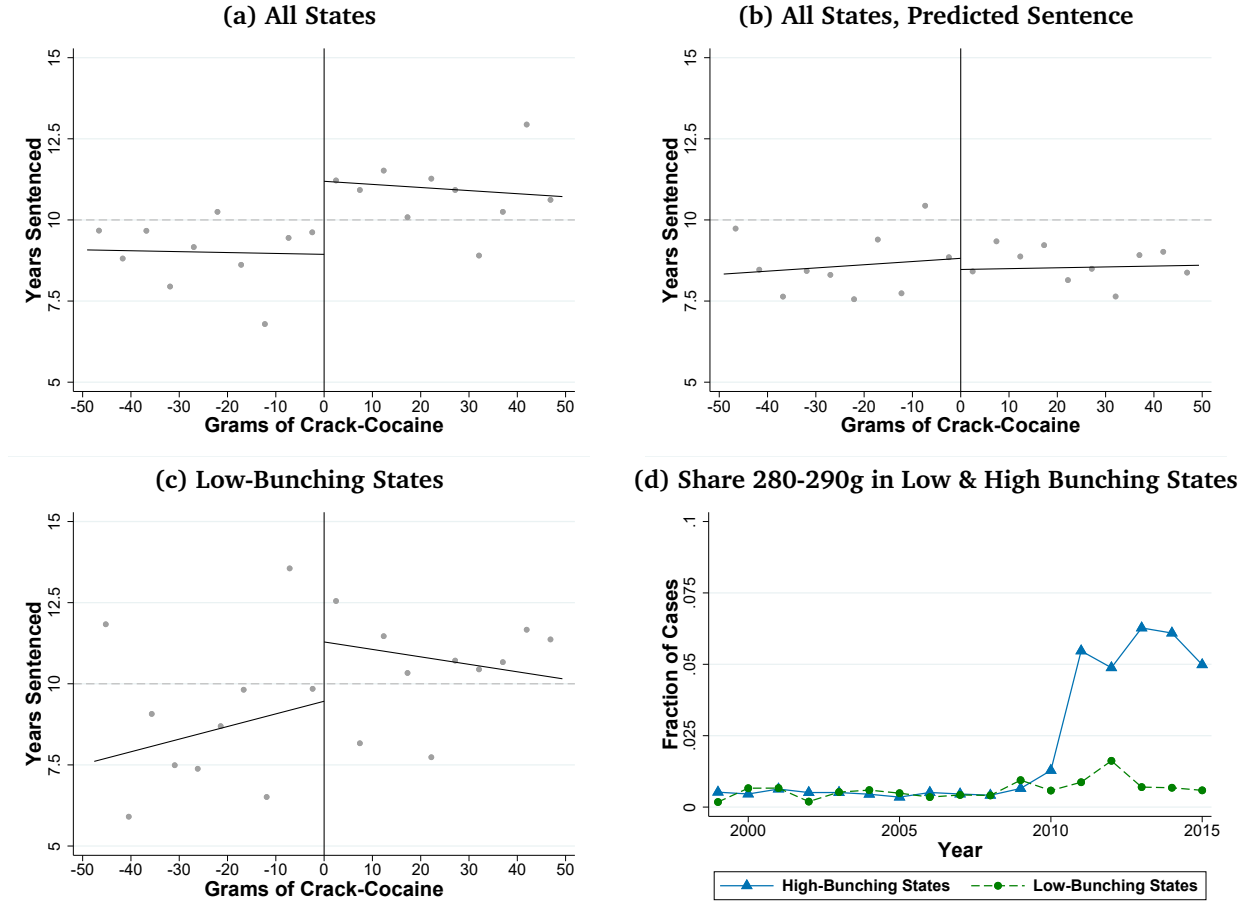 (a) All States
Years Sentenced
15
12.5
10
7.5
5
-50 -40 -30 -20 -10 0 10 20 30 40 50
Grams of Crack-Cocaine
(b) All States, Predicted Sentence
Years Sentenced
15
12.5
10
7.5
5
-50 -40 -30 -20 -10 0 10 20 30 40 50
Grams of Crack-Cocaine
(c) Low-Bunching States
Years Sentenced
15
12.5
10
7.5
5
-50 -40 -30 -20 -10 0 10 20 30 40 50
Grams of Crack-Cocaine
(d) Share 280-290g in Low & High Bunching States
Fraction of Cases
.1
.075
.05
.025
0
2000 2005 2010 2015
Year
High-Bunching States Low-Bunching States